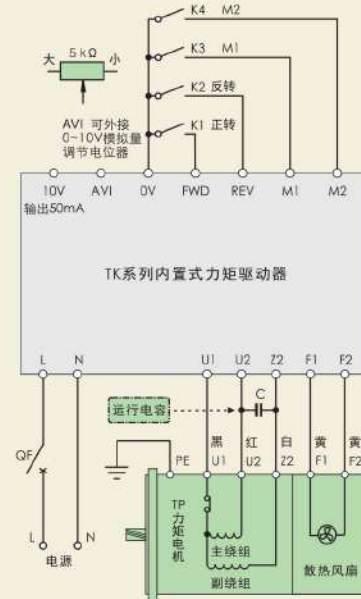 K4 M2
5kΩ
大 小
K3 M1
K2 反转
AVI 可外接
0~10V模拟量
调节电位器
K1 正转
10V AVI 0V FWD REV M1 M2
输出50mA
TK系列内置式力矩驱动器
L N U1 U2 Z2 F1 F2
运行电容
C
QF
黑 红 白 黄 黄
PE U1 U2 Z2 F1 F2
TP力矩电机
主绕组
副绕组
散热风扇
L N
电源